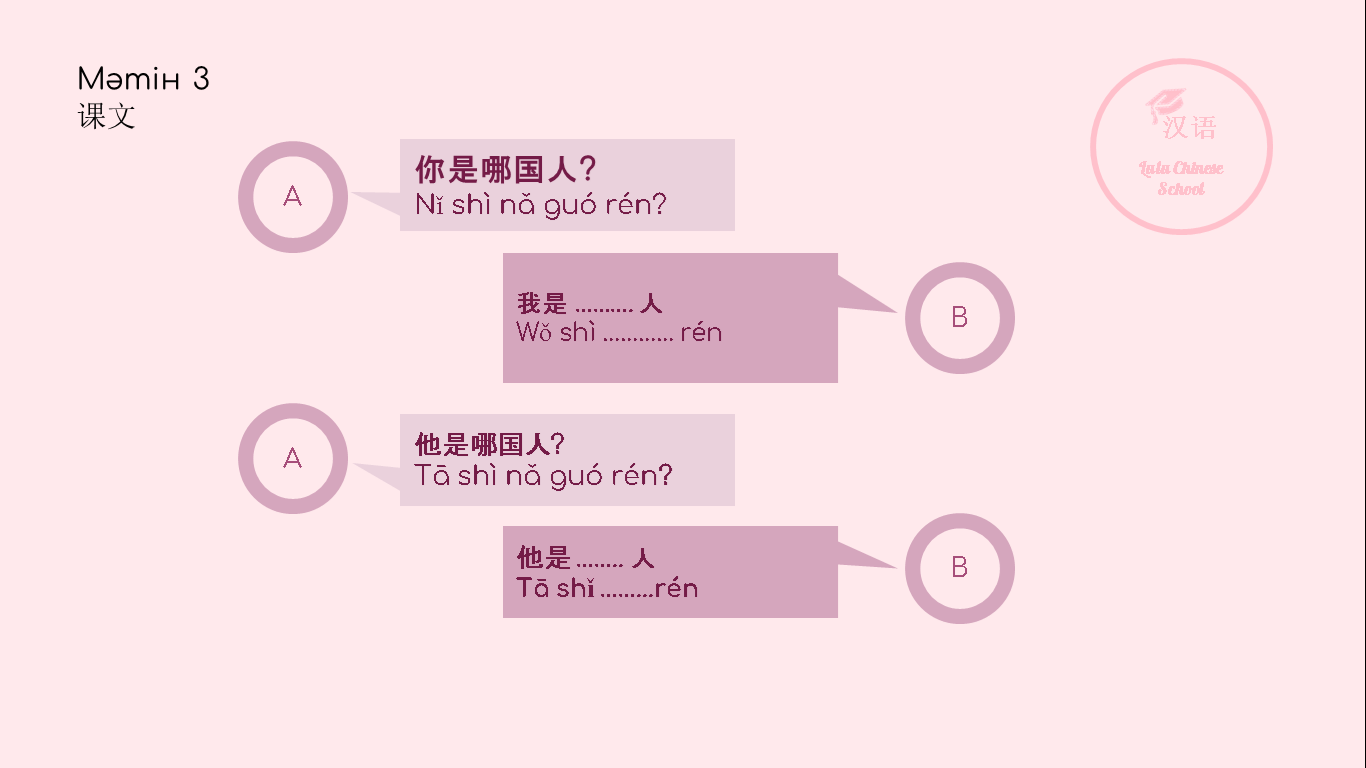 Мәтін 3
课文
汉语
Lulu Chinese
School
A
你是哪国人?
Nǐ shì nǎ guó rén?
我是 .......... 人
Wǒ shì ............ rén
B
A
他是哪国人?
Tā shì nǎ guó rén?
他是 ........ 人
Tā shǐ .........rén
B